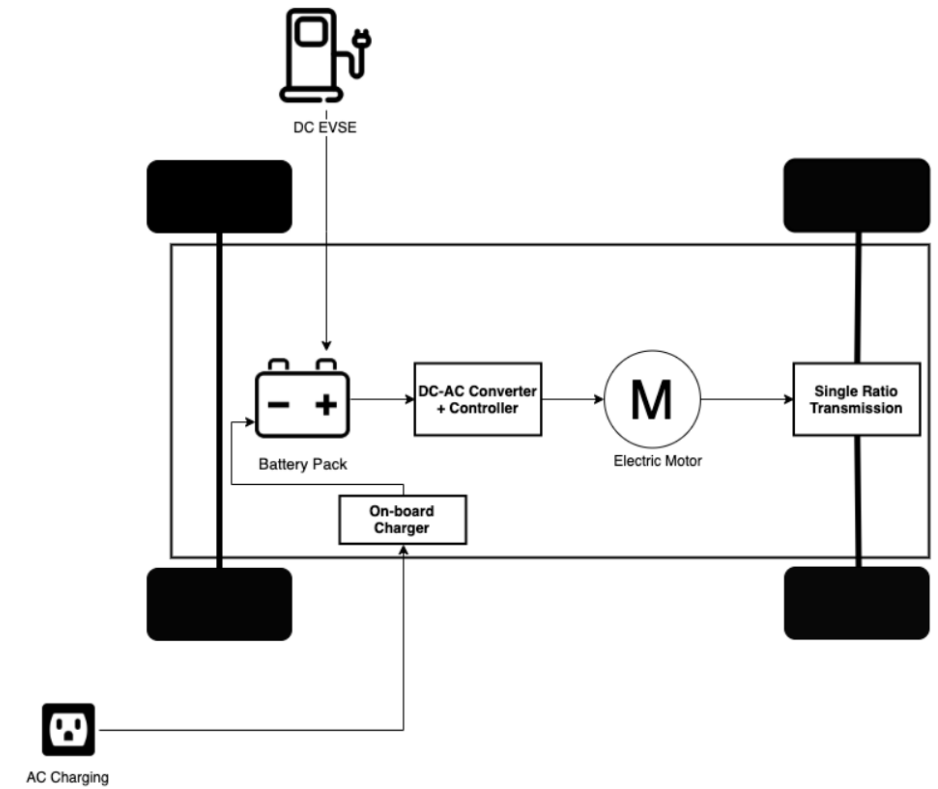 DC EVSE
DC-AC Converter
+ Controller
M
Single Ratio
Transmission
Battery Pack
Electric Motor
On-board
Charger
AC Charging